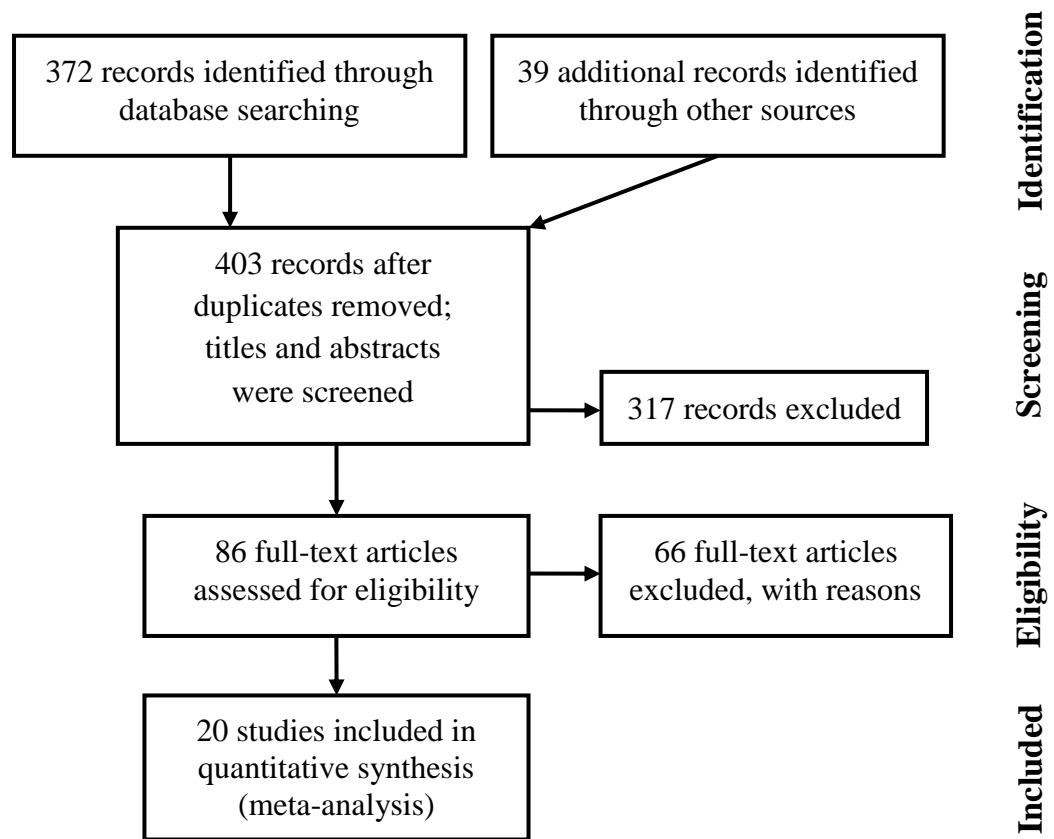 372 records identified through
database searching
39 additional records identified
through other sources
Identification
403 records after
duplicates removed;
titles and abstracts
were screened
317 records excluded
Screening
86 full-text articles
assessed for eligibility
66 full-text articles
excluded, with reasons
Eligibility
20 studies included in
quantitative synthesis
(meta-analysis)
Included